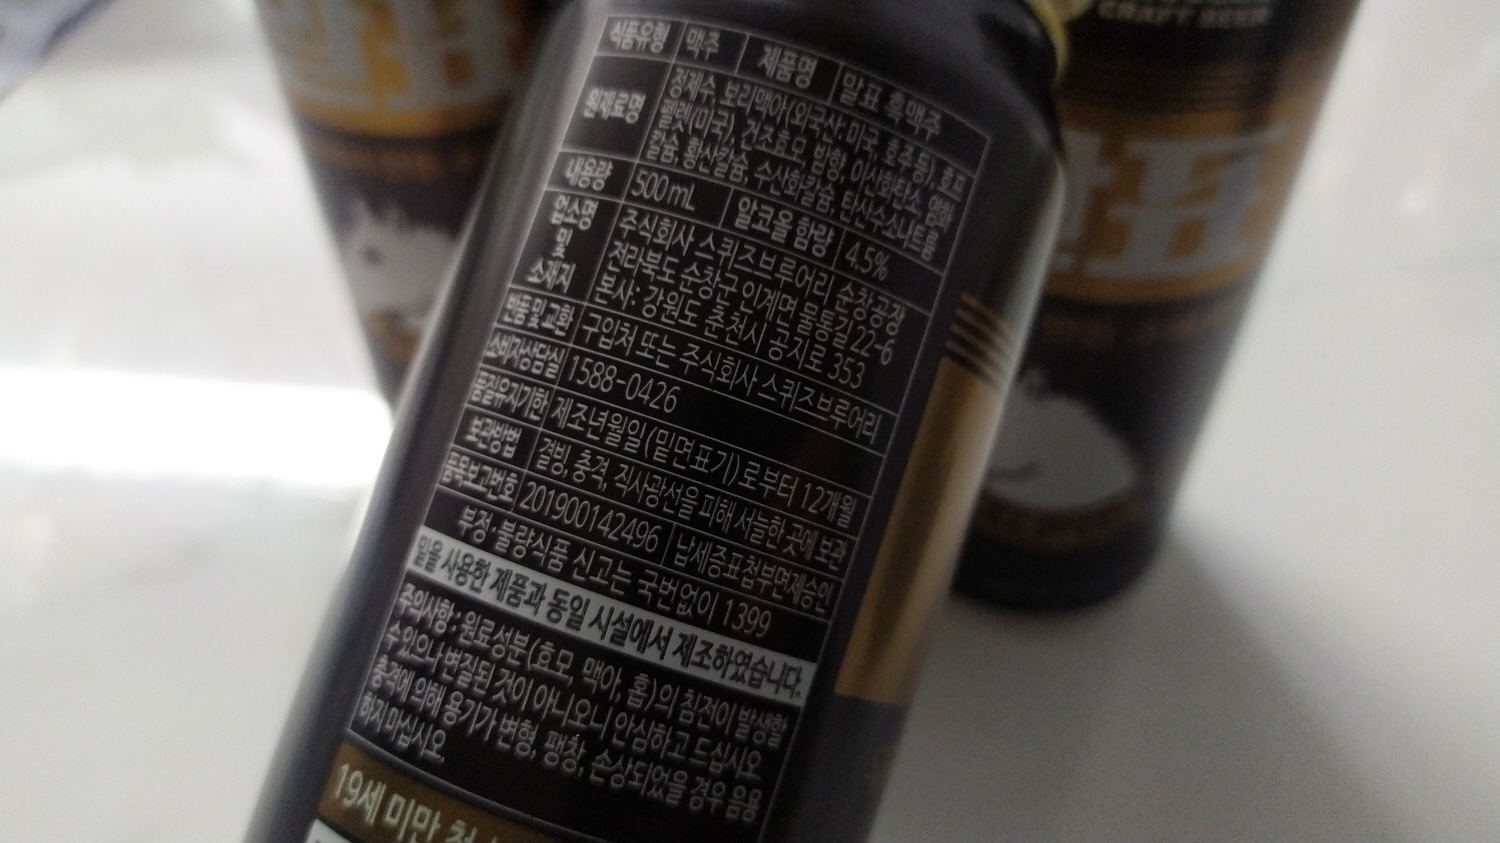 CRAFT BEER
식품유형 맥주 제품명 말표 흑맥주
원재료명 정제수, 보리맥아(외국산:미국, 호주 등), 호프
펠렛(미국), 건조효모, 밤향, 이산화탄소, 염화
칼슘, 황산칼슘, 수산화칼슘, 탄산수소나트륨
내용량 500mL 알코올 함량 4.5%
업소명 및 소재지 주식회사 스퀴즈브루어리 순창공장
전라북도 순창군 인계면 물통길 22-6
본사: 강원도 춘천시 공지로 353
반품및교환 구입처 또는 주식회사 스퀴즈브루어리
소비자상담실 1588-0426
품질유지기한 제조년월일(밑면표기)로부터 12개월
보관방법 결빙, 충격, 직사광선을 피해 서늘한 곳에 보관
품목보고번호 201900142496 납세증표첩부면제승인
부정·불량식품 신고는 국번없이 1399
밀을 사용한 제품과 동일 시설에서 제조하였습니다.
주의사항: 원료성분(효모, 맥아, 홉)의 침전이 발생할
수있으나 변질된 것이 아니오니 안심하고 드십시오.
충격에 의해 용기가 변형, 팽창, 손상되었을 경우 음용
하지 마십시오.
19세 미만 청